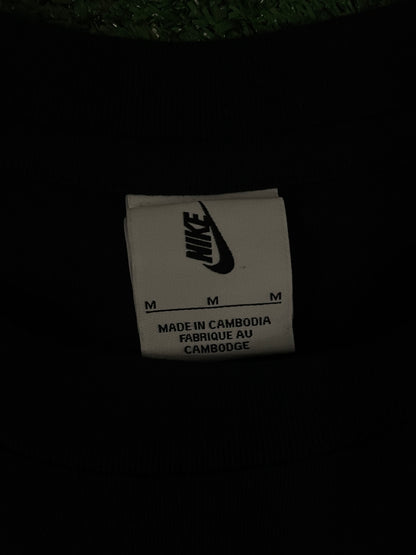 NIKE
M M M
MADE IN CAMBODIA
FABRIQUE AU
CAMBODGE